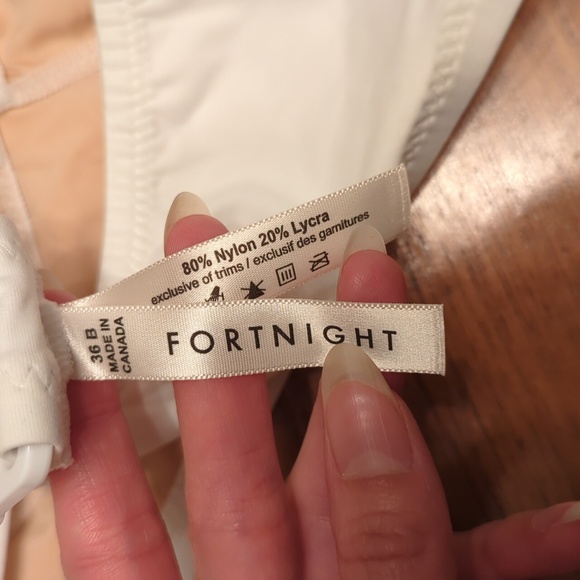 80% Nylon 20% Lycra
exclusive of trims / exclusif des garnitures
36 B
MADE IN
CANADA
FORTNIGHT